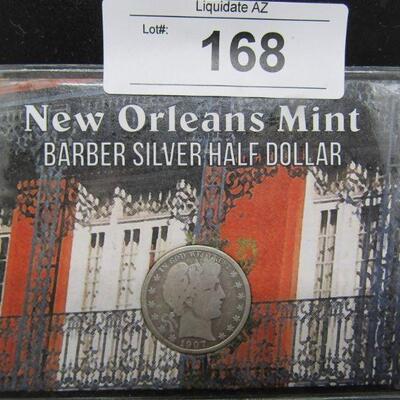 Liquidate AZ
Lot#:
168
New Orleans Mint
BARBER SILVER HALF DOLLAR
IN GOD WE TRUST
1907